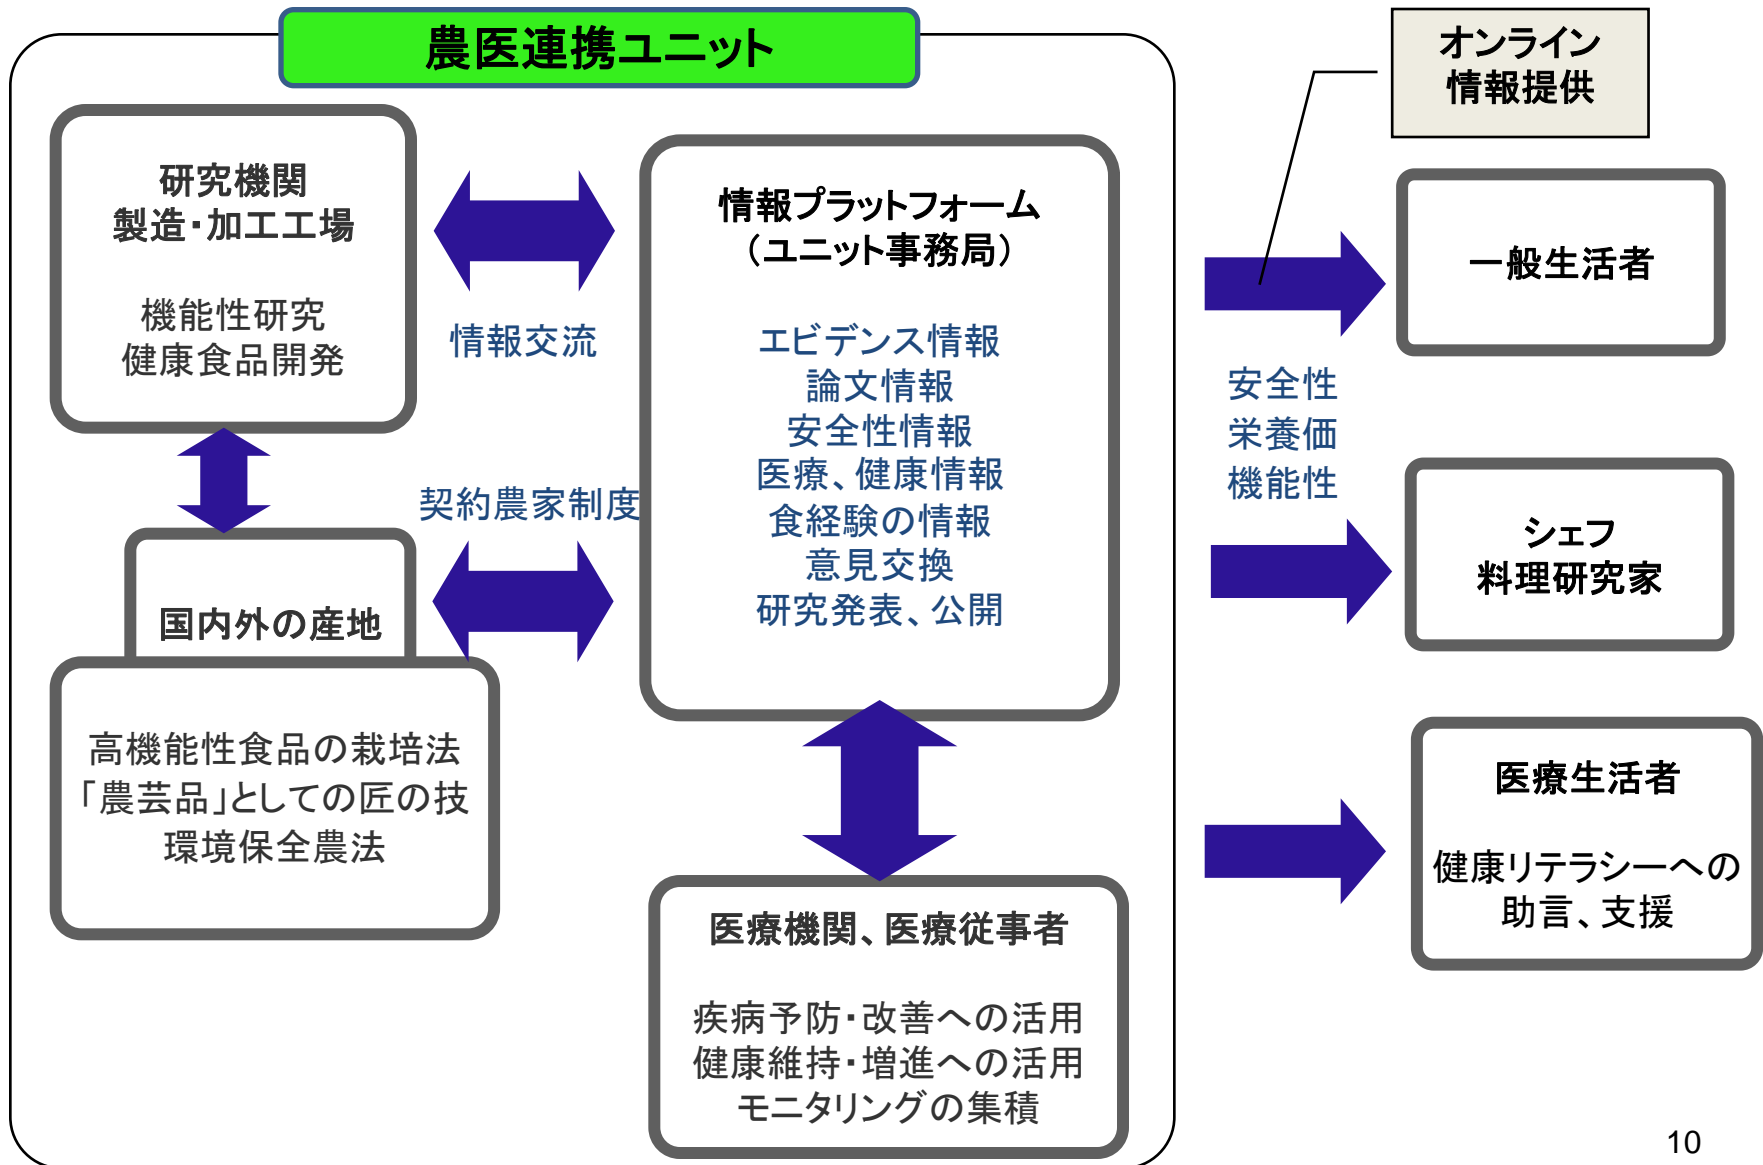 農医連携ユニット
オンライン
情報提供
研究機関
製造・加工工場
機能性研究
健康食品開発
情報交流
情報プラットフォーム
（ユニット事務局）
エビデンス情報
論文情報
安全性情報
医療、健康情報
食経験の情報
意見交換
研究発表、公開
契約農家制度
国内外の産地
高機能性食品の栽培法
「農芸品」としての匠の技
環境保全農法
医療機関、医療従事者
疾病予防・改善への活用
健康維持・増進への活用
モニタリングの集積
安全性
栄養価
機能性
一般生活者
シェフ
料理研究家
医療生活者
健康リテラシーへの
助言、支援
10